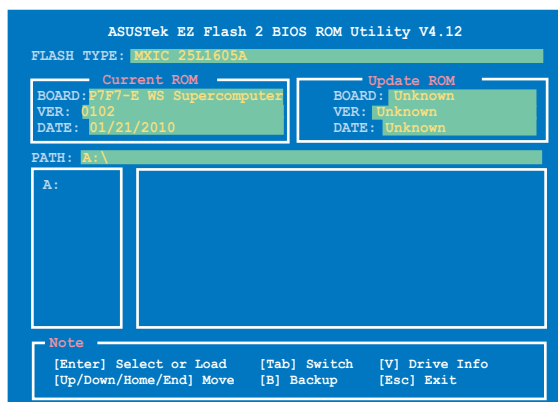 ASUSTek EZ Flash 2 BIOS ROM Utility V4.12
FLASH TYPE: MXIC 25L1605A
Current ROM
BOARD: P7F7-E WS Supercomputer
VER: 0102
DATE: 01/21/2010
Update ROM
BOARD: Unknown
VER: Unknown
DATE: Unknown
PATH: A:\
A:
Note
[Enter] Select or Load [Tab] Switch [V] Drive Info
[Up/Down/Home/End] Move [B] Backup [Esc] Exit